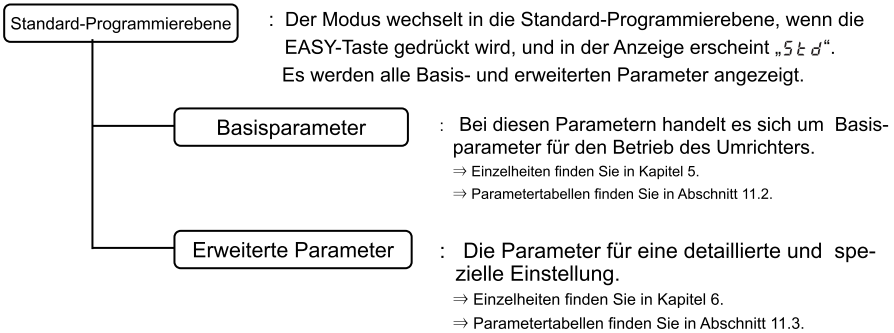 Standard-Programmierebene : Der Modus wechselt in die Standard-Programmierebene, wenn die
EASY-Taste gedrückt wird, und in der Anzeige erscheint „Std“.
Es werden alle Basis- und erweiterten Parameter angezeigt.
Basisparameter : Bei diesen Parametern handelt es sich um Basis-
parameter für den Betrieb des Umrichters.
⇒ Einzelheiten finden Sie in Kapitel 5.
⇒ Parametertabellen finden Sie in Abschnitt 11.2.
Erweiterte Parameter : Die Parameter für eine detaillierte und spe-
zielle Einstellung.
⇒ Einzelheiten finden Sie in Kapitel 6.
⇒ Parametertabellen finden Sie in Abschnitt 11.3.